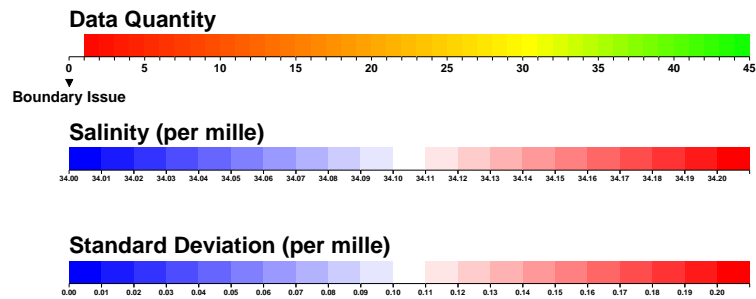 Data Quantity
0 5 10 15 20 25 30 35 40 45
Boundary Issue
Salinity (per mille)
34.00 34.01 34.02 34.03 34.04 34.05 34.06 34.07 34.08 34.09 34.10 34.11 34.12 34.13 34.14 34.15 34.16 34.17 34.18 34.19 34.20
Standard Deviation (per mille)
0.00 0.01 0.02 0.03 0.04 0.05 0.06 0.07 0.08 0.09 0.10 0.11 0.12 0.13 0.14 0.15 0.16 0.17 0.18 0.19 0.20